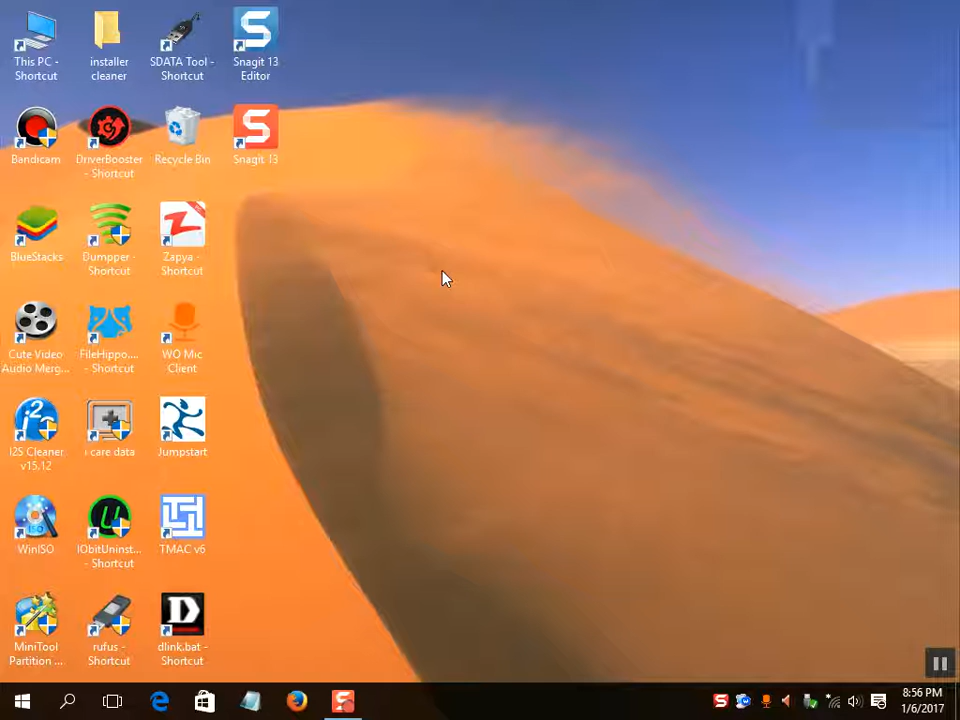 This PC -
Shortcut
installer
cleaner
SDATA Tool -
Shortcut
Snagit 13
Editor
Bandicam
DriverBooster
- Shortcut
Recycle Bin
Snagit 13
BlueStacks
Dumpper -
Shortcut
Zapya -
Shortcut
Cute Video
Audio Merg...
FileHippo....
- Shortcut
WO Mic
Client
i2S Cleaner
v15.12
i care data
Jumpstart
ISO
WinISO
IObitUninst...
- Shortcut
TMAC v6
MiniTool
Partition ...
rufus -
Shortcut
D
dlink.bat -
Shortcut
8:56 PM
1/6/2017